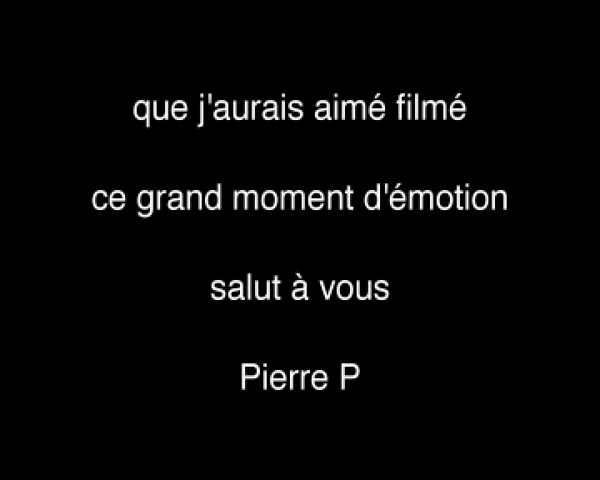 que j'aurais aimé filmé
ce grand moment d'émotion
salut à vous
Pierre P